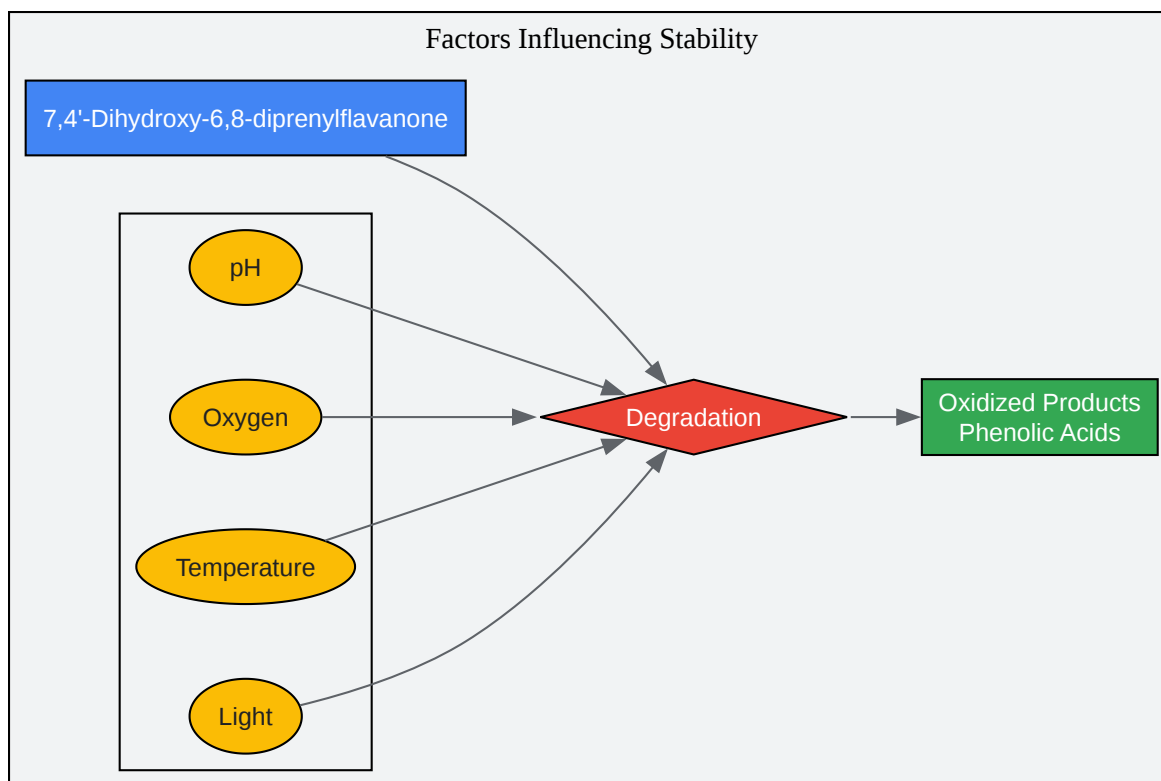 Factors Influencing Stability
7,4'-Dihydroxy-6,8-diprenylflavanone
pH
Oxygen
Temperature
Light
Degradation
Oxidized Products
Phenolic Acids